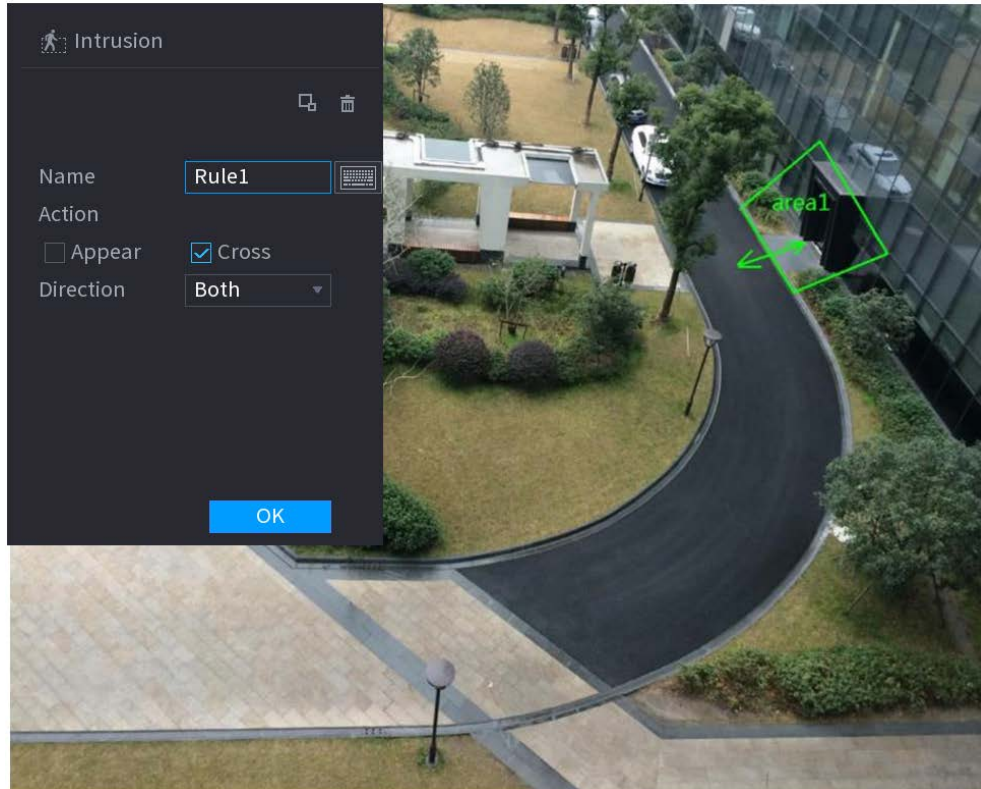 Intrusion
Name Rule1
Action
Appear Cross
Direction Both
OK
area1